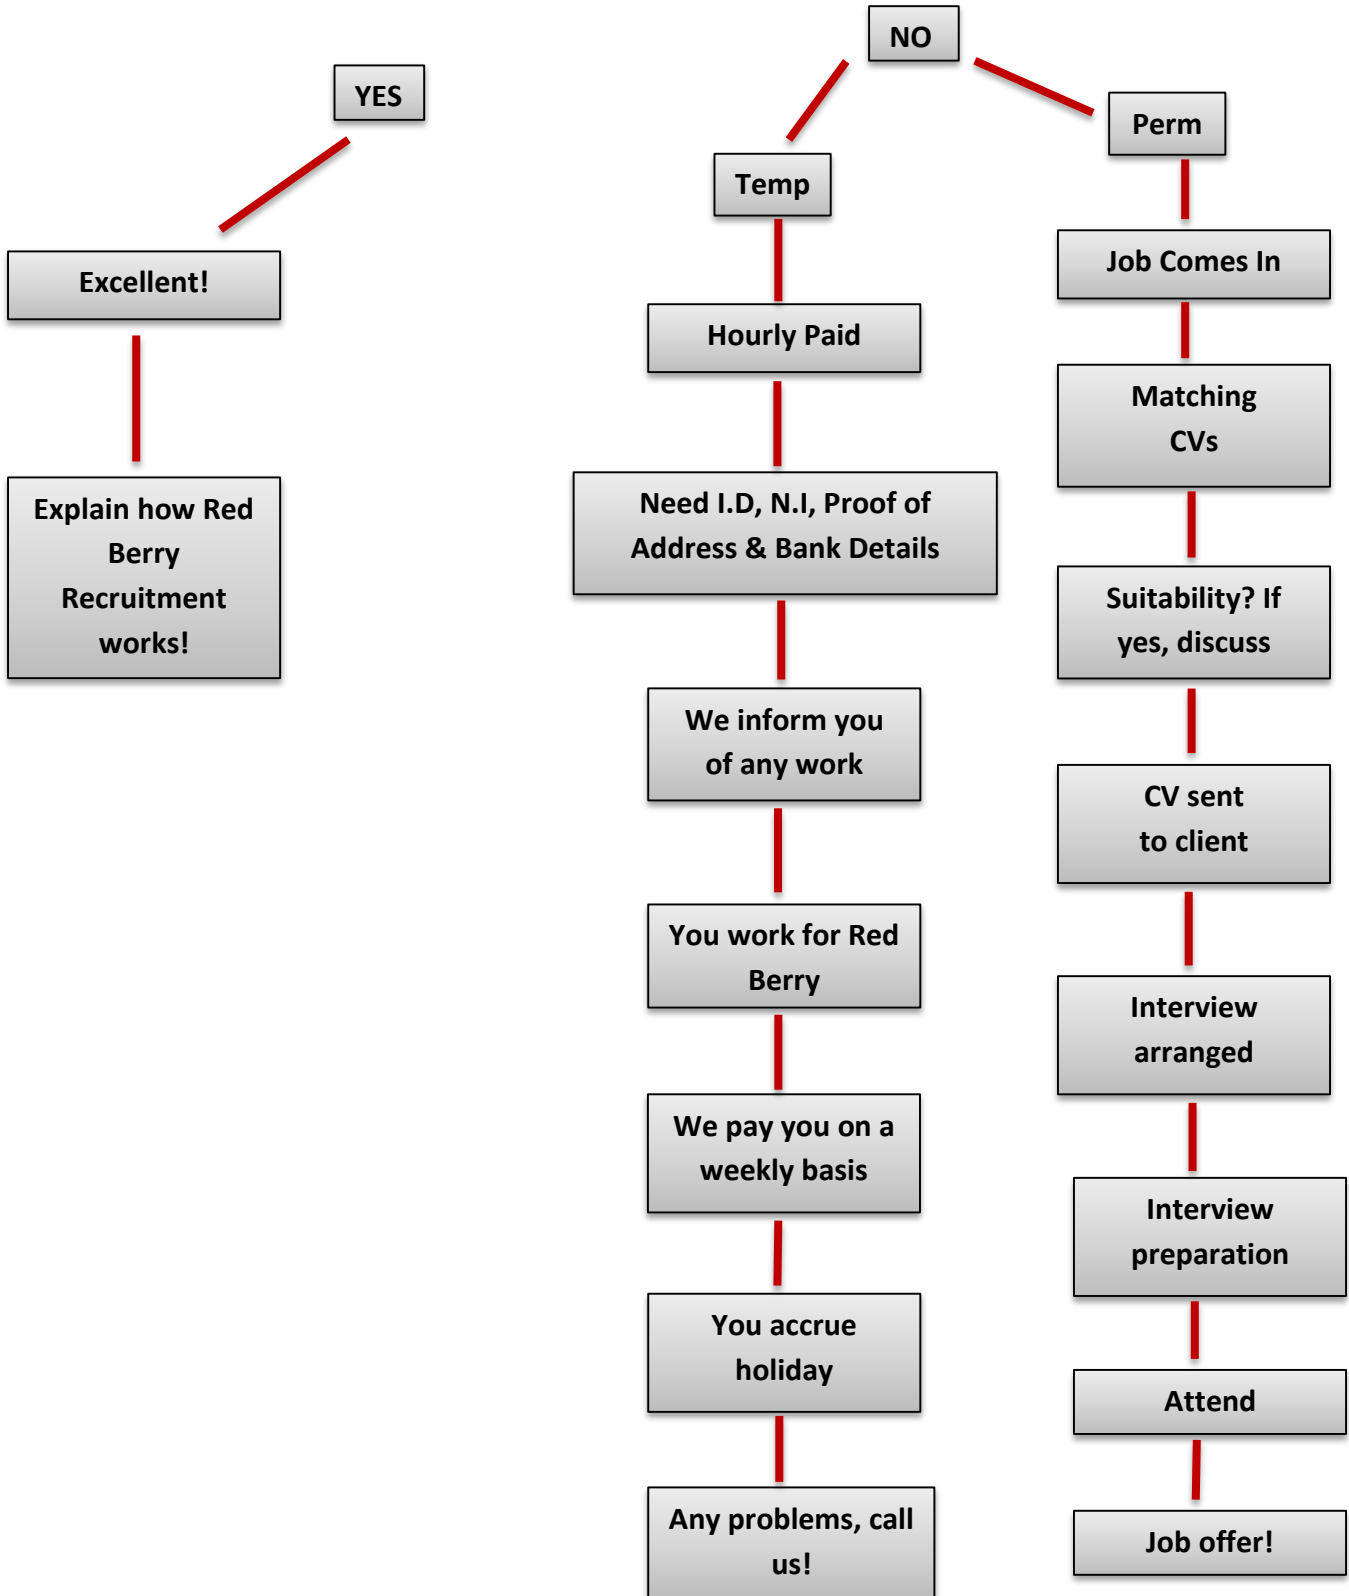 YES
Excellent!
Explain how Red
Berry
Recruitment
works!
NO
Temp
Hourly Paid
Need I.D, N.I, Proof of
Address & Bank Details
We inform you
of any work
You work for Red
Berry
We pay you on a
weekly basis
You accrue
holiday
Any problems, call
us!
Perm
Job Comes In
Matching
CVs
Suitability? If
yes, discuss
CV sent
to client
Interview
arranged
Interview
preparation
Attend
Job offer!